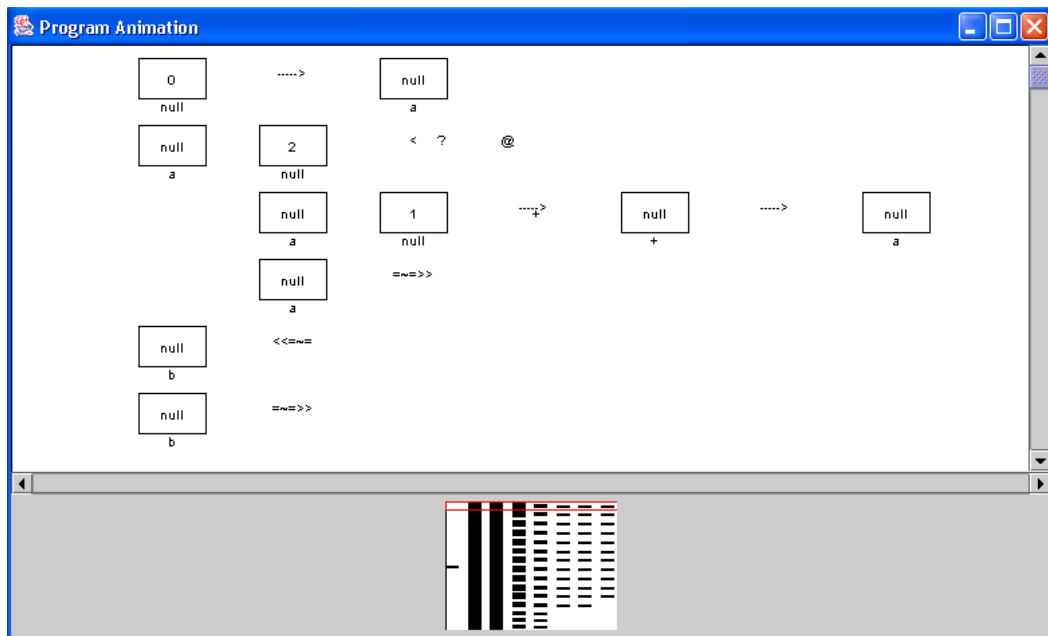 Program Animation
0 -----> null
null a
null 2 < ? @
a null
null 1 -----> + null -----> null
a null + a
null =~=>>
a
null <<=~=
b
null =~=>>
b